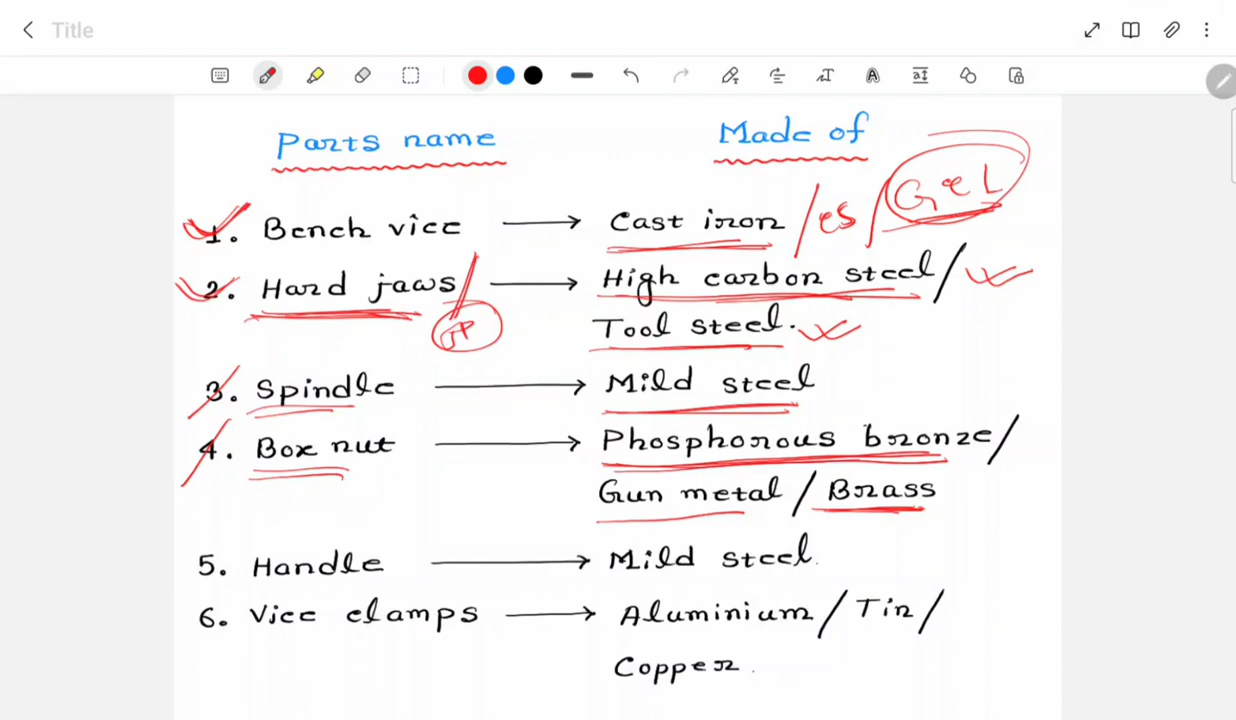 Title
Parts name Made of
1. Bench vice → Cast iron / CS / GCI
2. Hard jaws / GP → High carbon steel /
Tool steel.
3. Spindle → Mild steel
4. Box nut → Phosphorous bronze /
Gun metal / Brass
5. Handle → Mild steel.
6. Vice clamps → Aluminium / Tin /
Copper.